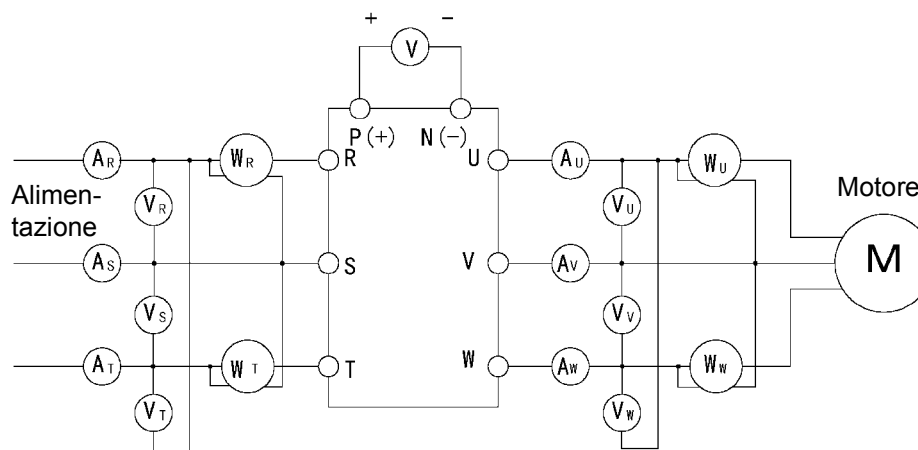 + −
V
P(+) N(−)
AR WR R U AU WU
Alimen-
tazione
VR VU
Motore
AS S V AV M
VS VV
AT WT T W AW WW
VT VW